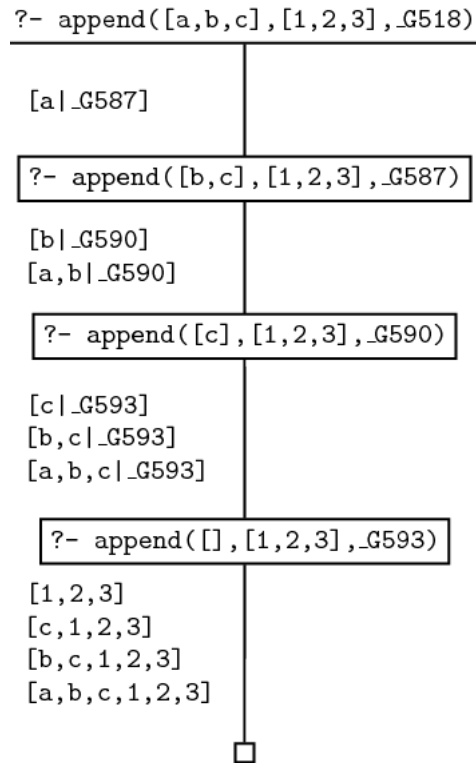 ?- append([a,b,c],[1,2,3],_G518)
[a|_G587]
?- append([b,c],[1,2,3],_G587)
[b|_G590]
[a,b|_G590]
?- append([c],[1,2,3],_G590)
[c|_G593]
[b,c|_G593]
[a,b,c|_G593]
?- append([],[1,2,3],_G593)
[1,2,3]
[c,1,2,3]
[b,c,1,2,3]
[a,b,c,1,2,3]